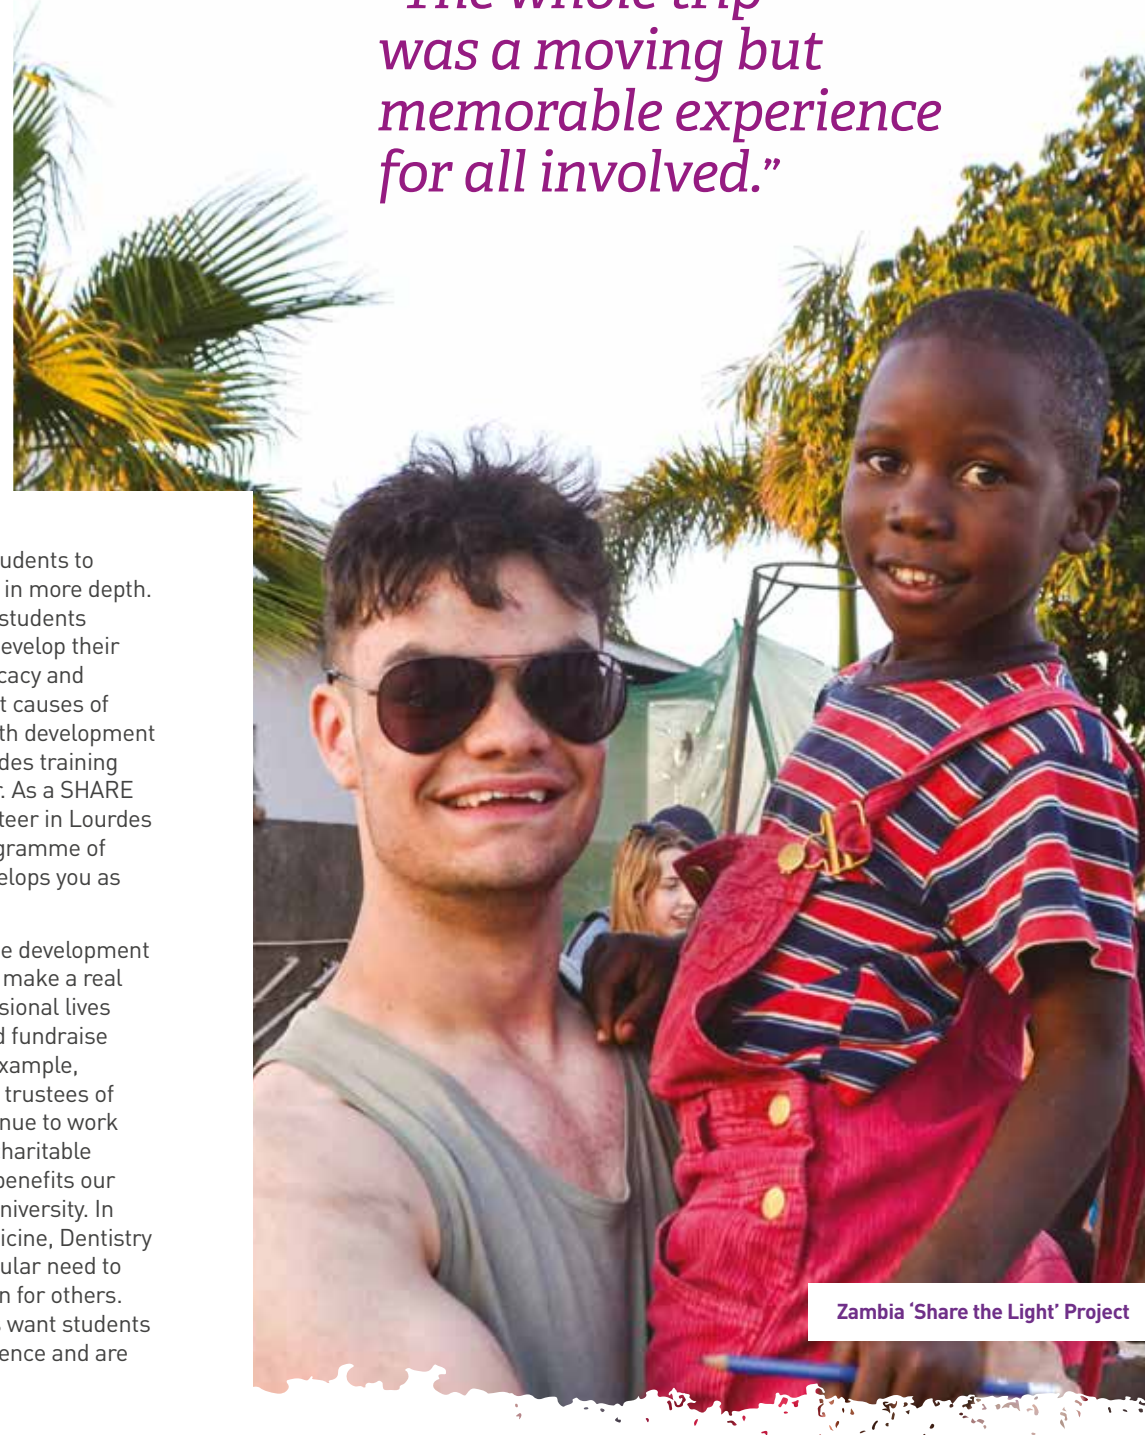 The whole trip
was a moving but
memorable experience
for all involved.”
udents to
in more depth.
students
evelop their
cacy and
t causes of
th development
des training
r. As a SHARE
teer in Lourdes
gramme of
elops you as
e development
make a real
sional lives
d fundraise
xample,
trustees of
nue to work
haritable
benefits our
niversity. In
icine, Dentistry
ular need to
n for others.
s want students
ence and are
Zambia ‘Share the Light’ Project